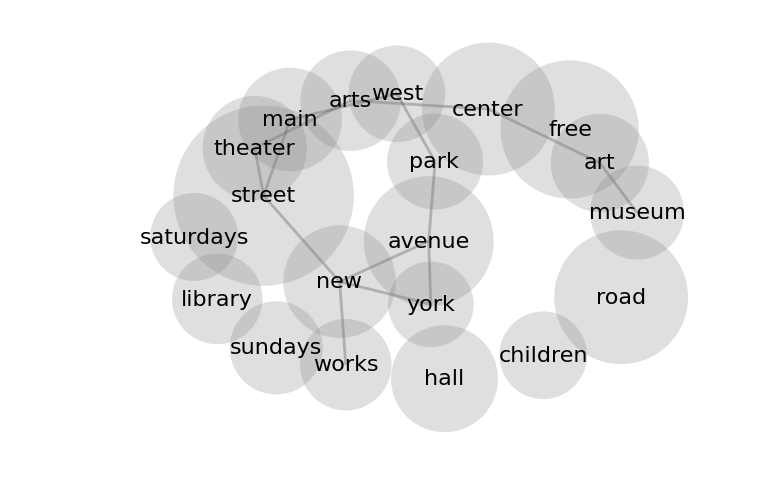 west
arts
center
main
free
theater
park
art
street
museum
saturdays
avenue
new
library
york
road
sundays
children
works
hall